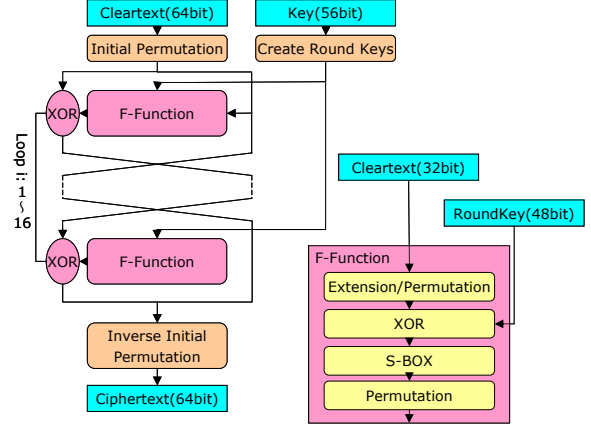 Cleartext(64bit)
Key(56bit)
Initial Permutation
Create Round Keys
XOR
F-Function
Loop i: 1～16
XOR
F-Function
Inverse Initial
Permutation
Ciphertext(64bit)
Cleartext(32bit)
RoundKey(48bit)
F-Function
Extension/Permutation
XOR
S-BOX
Permutation